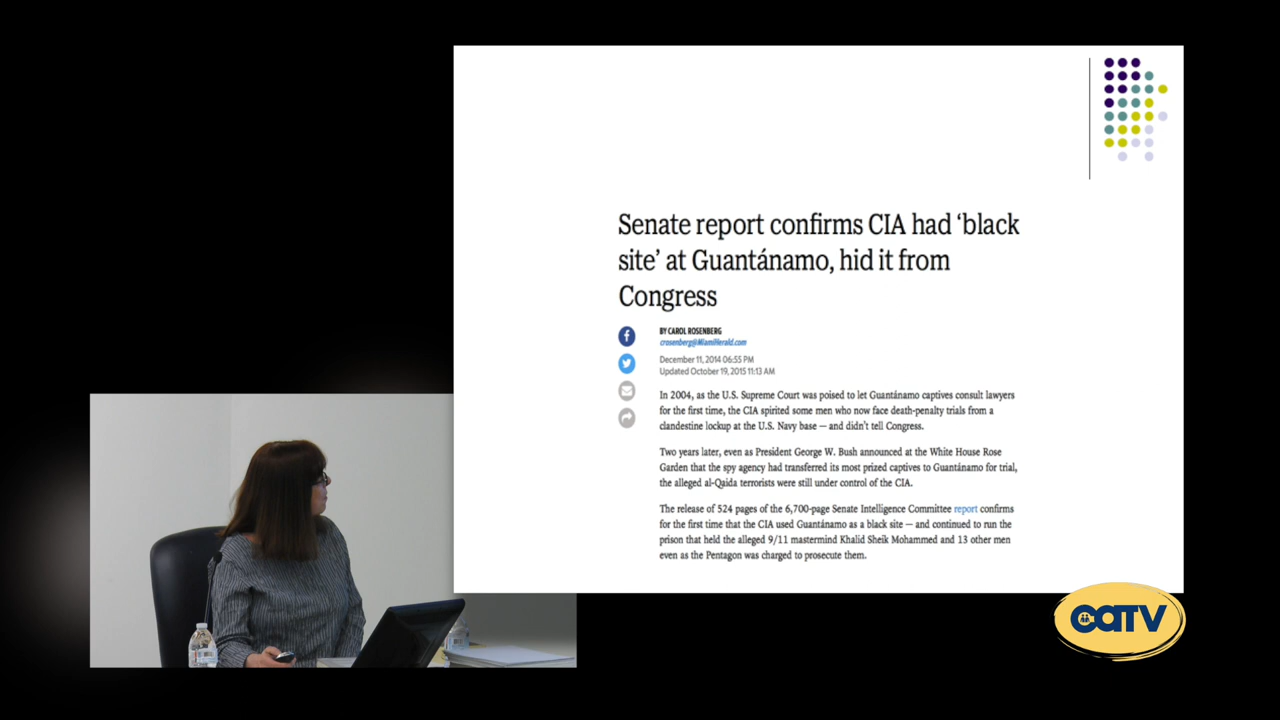 Senate report confirms CIA had ‘black
site’ at Guantánamo, hid it from
Congress
BY CAROL ROSENBERG
crosenberg@MiamiHerald.com
December 11, 2014 06:55 PM
Updated October 19, 2015 11:13 AM
In 2004, as the U.S. Supreme Court was poised to let Guantánamo captives consult lawyers
for the first time, the CIA spirited some men who now face death-penalty trials from a
clandestine lockup at the U.S. Navy base — and didn't tell Congress.
Two years later, even as President George W. Bush announced at the White House Rose
Garden that the spy agency had transferred its most prized captives to Guantánamo for trial,
the alleged al-Qaida terrorists were still under control of the CIA.
The release of 524 pages of the 6,700-page Senate Intelligence Committee report confirms
for the first time that the CIA used Guantánamo as a black site — and continued to run the
prison that held the alleged 9/11 mastermind Khalid Sheik Mohammed and 13 other men
even as the Pentagon was charged to prosecute them.
CATV